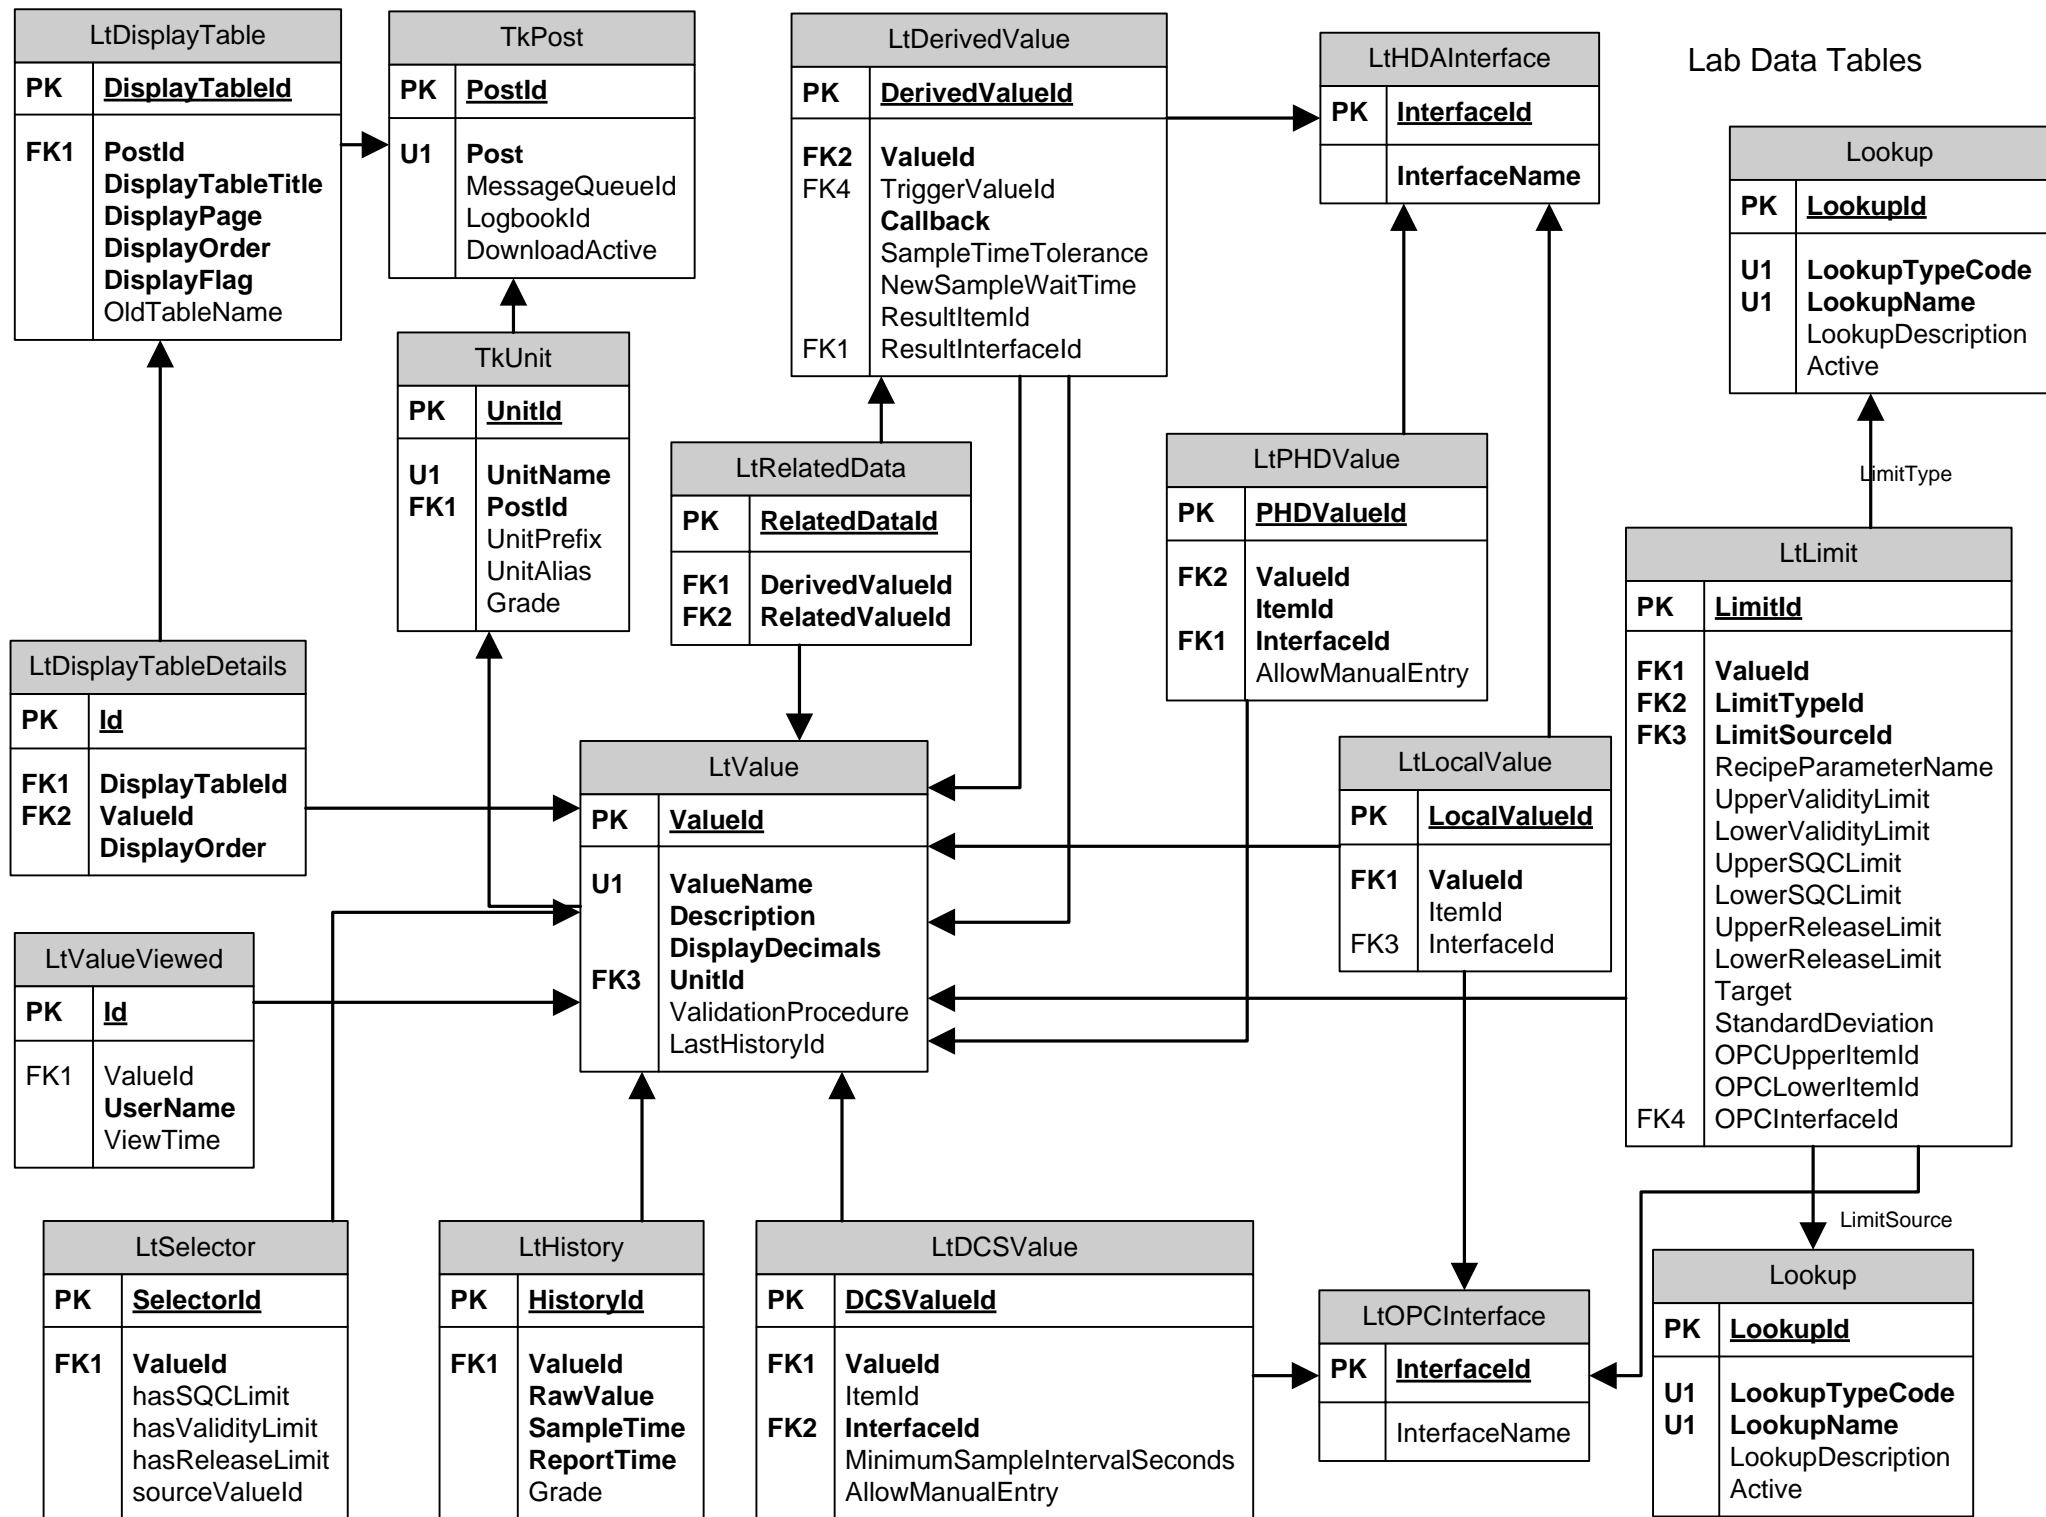 Lab Data Tables
LtDisplayTable
PK DisplayTableId
FK1 PostId
DisplayTableTitle
DisplayPage
DisplayOrder
DisplayFlag
OldTableName
TkPost
PK PostId
U1 Post
MessageQueueId
LogbookId
DownloadActive
LtDerivedValue
PK DerivedValueId
FK2 ValueId
FK4 TriggerValueId
Callback
SampleTimeTolerance
NewSampleWaitTime
ResultItemId
FK1 ResultInterfaceId
LtHDAInterface
PK InterfaceId
InterfaceName
Lookup
PK LookupId
U1 LookupTypeCode
U1 LookupName
LookupDescription
Active
LimitType
TkUnit
PK UnitId
U1 UnitName
FK1 PostId
UnitPrefix
UnitAlias
Grade
LtRelatedData
PK RelatedDataId
FK1 DerivedValueId
FK2 RelatedValueId
LtPHDValue
PK PHDValueId
FK2 ValueId
ItemId
FK1 InterfaceId
AllowManualEntry
LtLimit
PK LimitId
FK1 ValueId
FK2 LimitTypeId
FK3 LimitSourceId
RecipeParameterName
UpperValidityLimit
LowerValidityLimit
UpperSQCLimit
LowerSQCLimit
UpperReleaseLimit
LowerReleaseLimit
Target
StandardDeviation
OPCUpperItemId
OPCLowerItemId
FK4 OPCInterfaceId
LtDisplayTableDetails
PK Id
FK1 DisplayTableId
FK2 ValueId
DisplayOrder
LtValue
PK ValueId
U1 ValueName
Description
DisplayDecimals
FK3 UnitId
ValidationProcedure
LastHistoryId
LtLocalValue
PK LocalValueId
FK1 ValueId
ItemId
FK3 InterfaceId
LtValueViewed
PK Id
FK1 ValueId
UserName
ViewTime
LimitSource
LtSelector
PK SelectorId
FK1 ValueId
hasSQCLimit
hasValidityLimit
hasReleaseLimit
sourceValueId
LtHistory
PK HistoryId
FK1 ValueId
RawValue
SampleTime
ReportTime
Grade
LtDCSValue
PK DCSValueId
FK1 ValueId
ItemId
FK2 InterfaceId
MinimumSampleIntervalSeconds
AllowManualEntry
LtOPCInterface
PK InterfaceId
InterfaceName
Lookup
PK LookupId
U1 LookupTypeCode
U1 LookupName
LookupDescription
Active